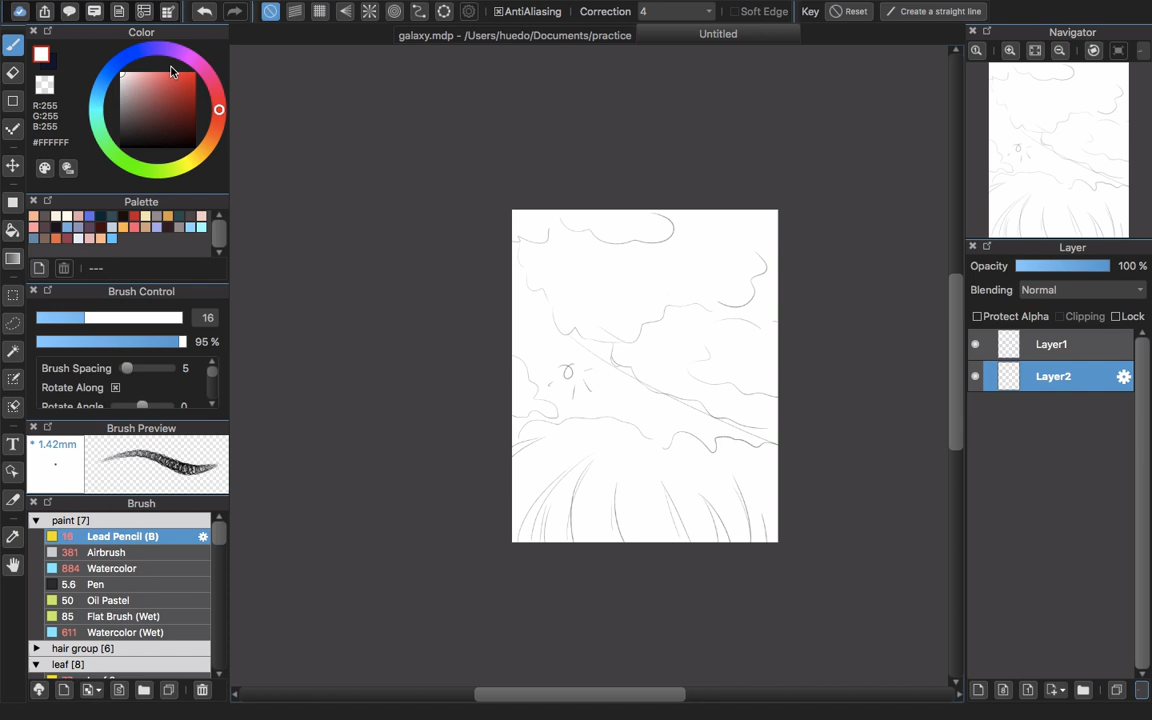 AntiAliasing Correction 4 Soft Edge Key Reset Create a straight line
galaxy.mdp - /Users/huedo/Documents/practice Untitled
Color
R:255
G:255
B:255
#FFFFFF
Palette
---
Brush Control
16
95 %
Brush Spacing 5
Rotate Along
Rotate Angle 0
Brush Preview
* 1.42mm
Brush
paint [7]
16 Lead Pencil (B)
381 Airbrush
884 Watercolor
5.6 Pen
50 Oil Pastel
85 Flat Brush (Wet)
611 Watercolor (Wet)
hair group [6]
leaf [8]
T
Navigator
Layer
Opacity 100 %
Blending Normal
Protect Alpha Clipping Lock
Layer1
Layer2